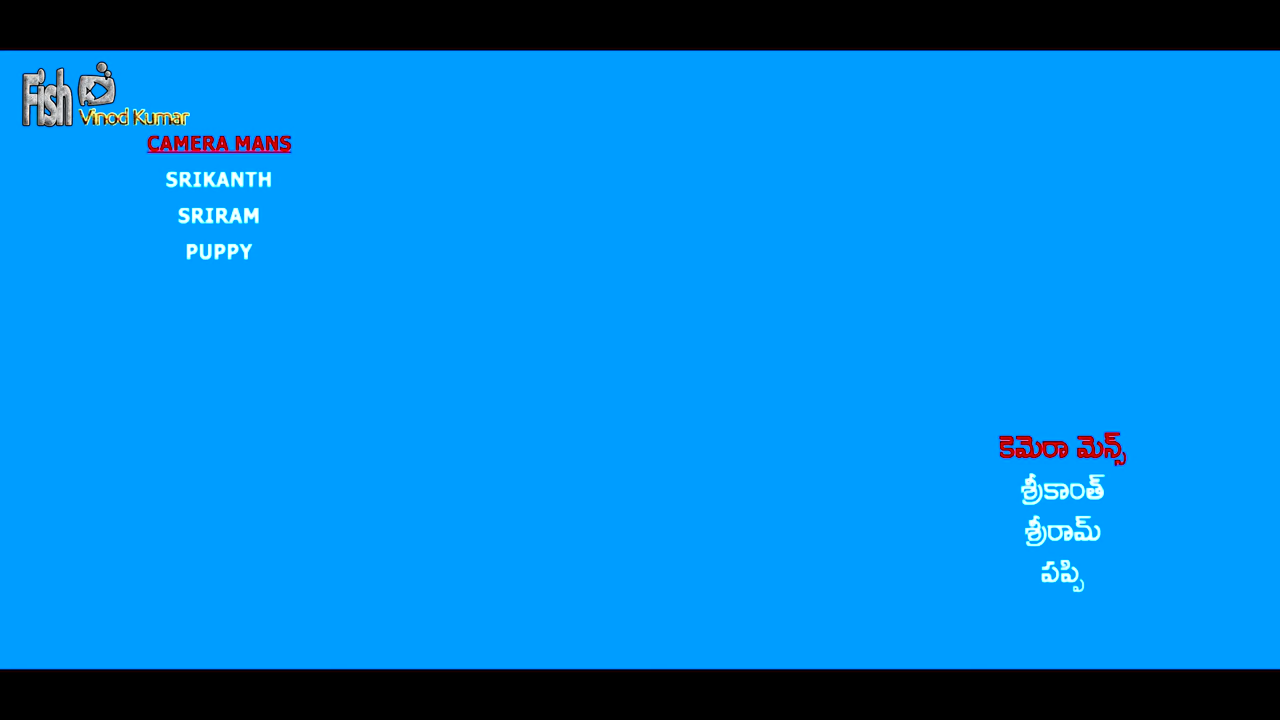 Fish
Vinod Kumar
CAMERA MANS
SRIKANTH
SRIRAM
PUPPY
కెమెరా మెన్స్
శ్రీకాంత్
శ్రీరామ్
పప్పి